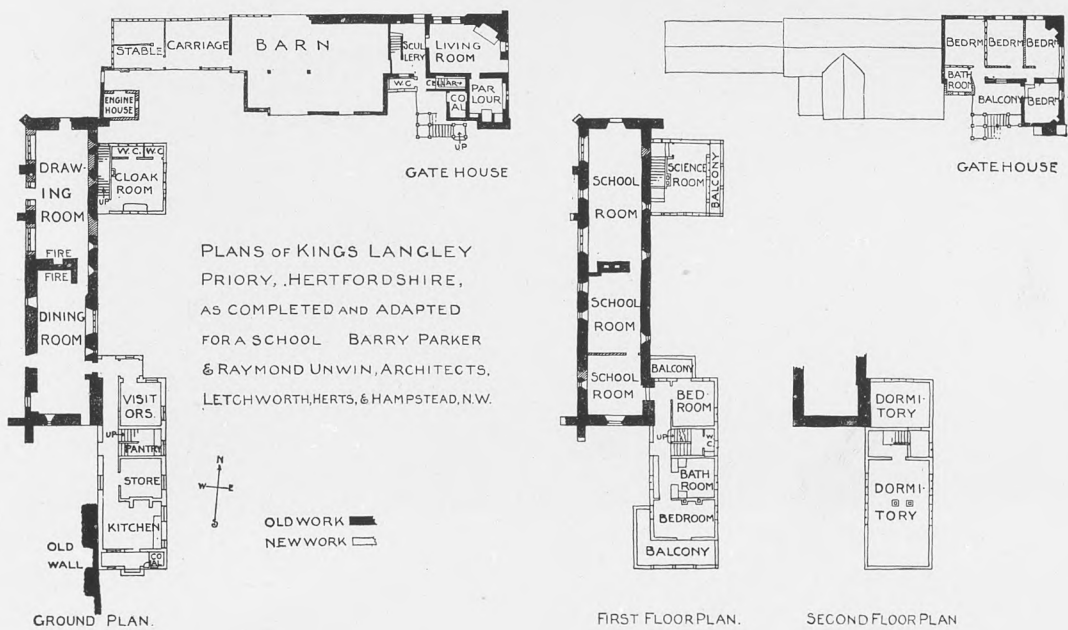 STABLE
CARRIAGE
BARN
SCUL
LERY
LIVING
ROOM
W.C.
CELLAR
CO
AL
PAR
LOUR
UP
ENGINE
HOUSE
GATE HOUSE
DRAW-
ING
ROOM
FIRE
W.C.
W.C
CLOAK
ROOM
UP
FIRE
DINING
ROOM
VISIT
ORS.
UP
PANTRY
STORE
KITCHEN
CO
AL
OLD
WALL
GROUND PLAN.
PLANS OF KINGS LANGLEY
PRIORY, HERTFORDSHIRE,
AS COMPLETED AND ADAPTED
FOR A SCHOOL BARRY PARKER
& RAYMOND UNWIN, ARCHITECTS.
LETCHWORTH, HERTS, & HAMPSTEAD, N.W.
N
W E
S
OLD WORK
NEW WORK
BEDRM
BEDRM
BEDRM
BATH
ROOM
BALCONY
BEDRM
GATE HOUSE
SCHOOL
ROOM
SCIENCE
ROOM
BALCONY
SCHOOL
ROOM
SCHOOL
ROOM
BALCONY
BED-
ROOM
UP
W.
C.
BATH
ROOM
BEDROOM
BALCONY
FIRST FLOOR PLAN.
DORMI-
TORY
DORMI-
TORY
SECOND FLOOR PLAN